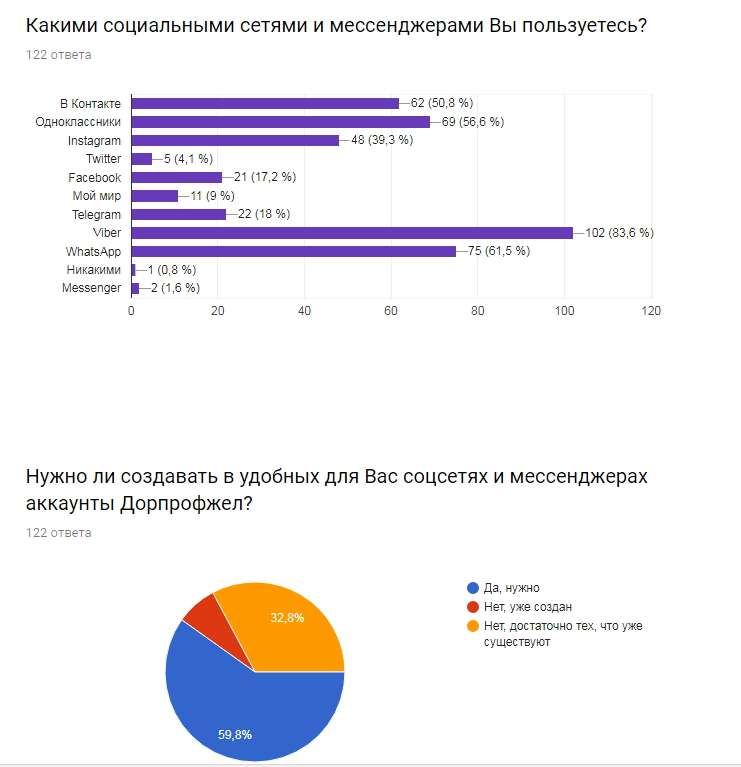 Какими социальными сетями и мессенджерами Вы пользуетесь?
122 ответа
В Контакте 62 (50,8 %)
Одноклассники 69 (56,6 %)
Instagram 48 (39,3 %)
Twitter 5 (4,1 %)
Facebook 21 (17,2 %)
Мой мир 11 (9 %)
Telegram 22 (18 %)
Viber 102 (83,6 %)
WhatsApp 75 (61,5 %)
Никакими 1 (0,8 %)
Messenger 2 (1,6 %)
0 20 40 60 80 100 120
Нужно ли создавать в удобных для Вас соцсетях и мессенджерах
аккаунты Дорпрофжел?
122 ответа
32,8%
59,8%
Да, нужно
Нет, уже создан
Нет, достаточно тех, что уже
существуют